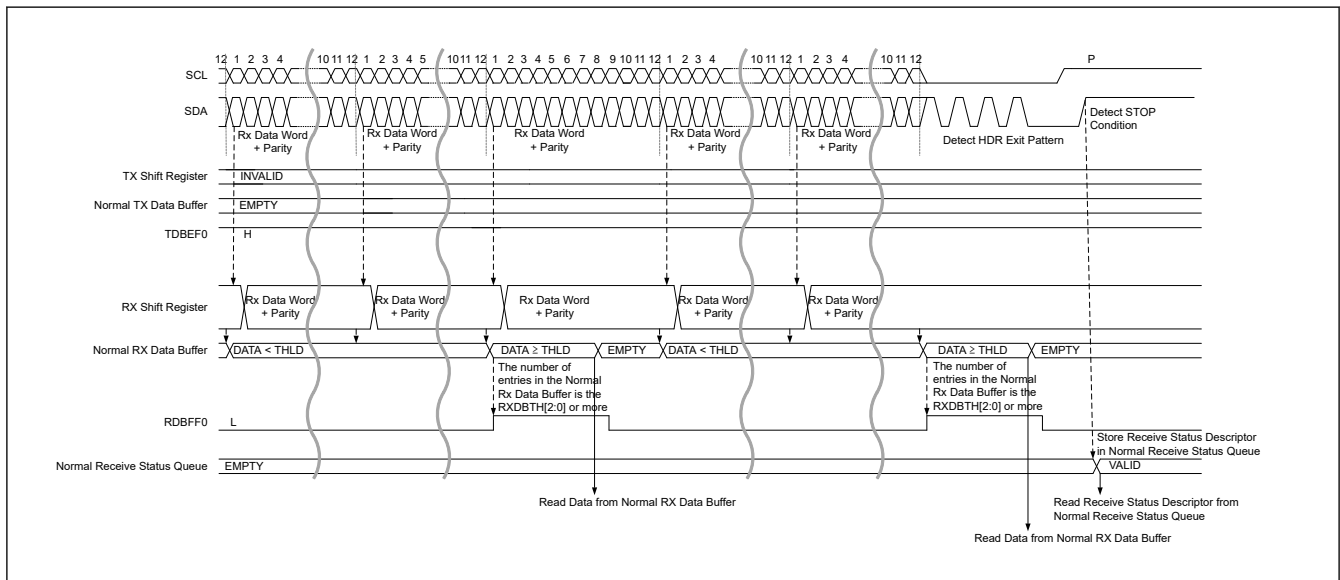 12 1 2 3 4 10 11 12 1 2 3 4 5 10 11 12 1 2 3 4 5 6 7 8 9 10 11 12 1 2 3 4 10 11 12 1 2 3 4 10 11 12 P
SCL
SDA
Rx Data Word
+ Parity
Rx Data Word
+ Parity
Rx Data Word
+ Parity
Rx Data Word
+ Parity
Rx Data Word
+ Parity
Detect HDR Exit Pattern
Detect STOP
Condition
TX Shift Register INVALID
Normal TX Data Buffer EMPTY
TDBEF0 H
RX Shift Register
Rx Data Word
+ Parity
Rx Data Word
+ Parity
Rx Data Word
+ Parity
Rx Data Word
+ Parity
Rx Data Word
+ Parity
Normal RX Data Buffer DATA < THLD DATA ≥ THLD EMPTY DATA < THLD DATA ≥ THLD EMPTY
The number of
entries in the Normal
Rx Data Buffer is the
RXDBTH[2:0] or more
The number of
entries in the Normal
Rx Data Buffer is the
RXDBTH[2:0] or more
RDBFF0 L
Store Receive Status Descriptor
in Normal Receive Status Queue
Normal Receive Status Queue EMPTY VALID
Read Data from Normal RX Data Buffer
Read Receive Status Descriptor from
Normal Receive Status Queue
Read Data from Normal RX Data Buffer